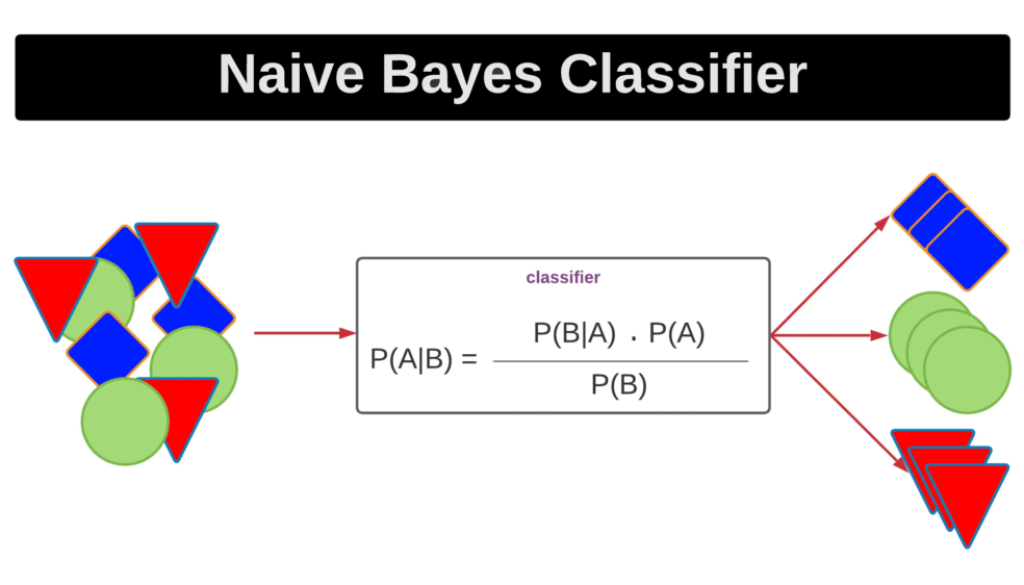 Naive Bayes Classifier
classifier
P(B|A) . P(A)
P(A|B) =
P(B)